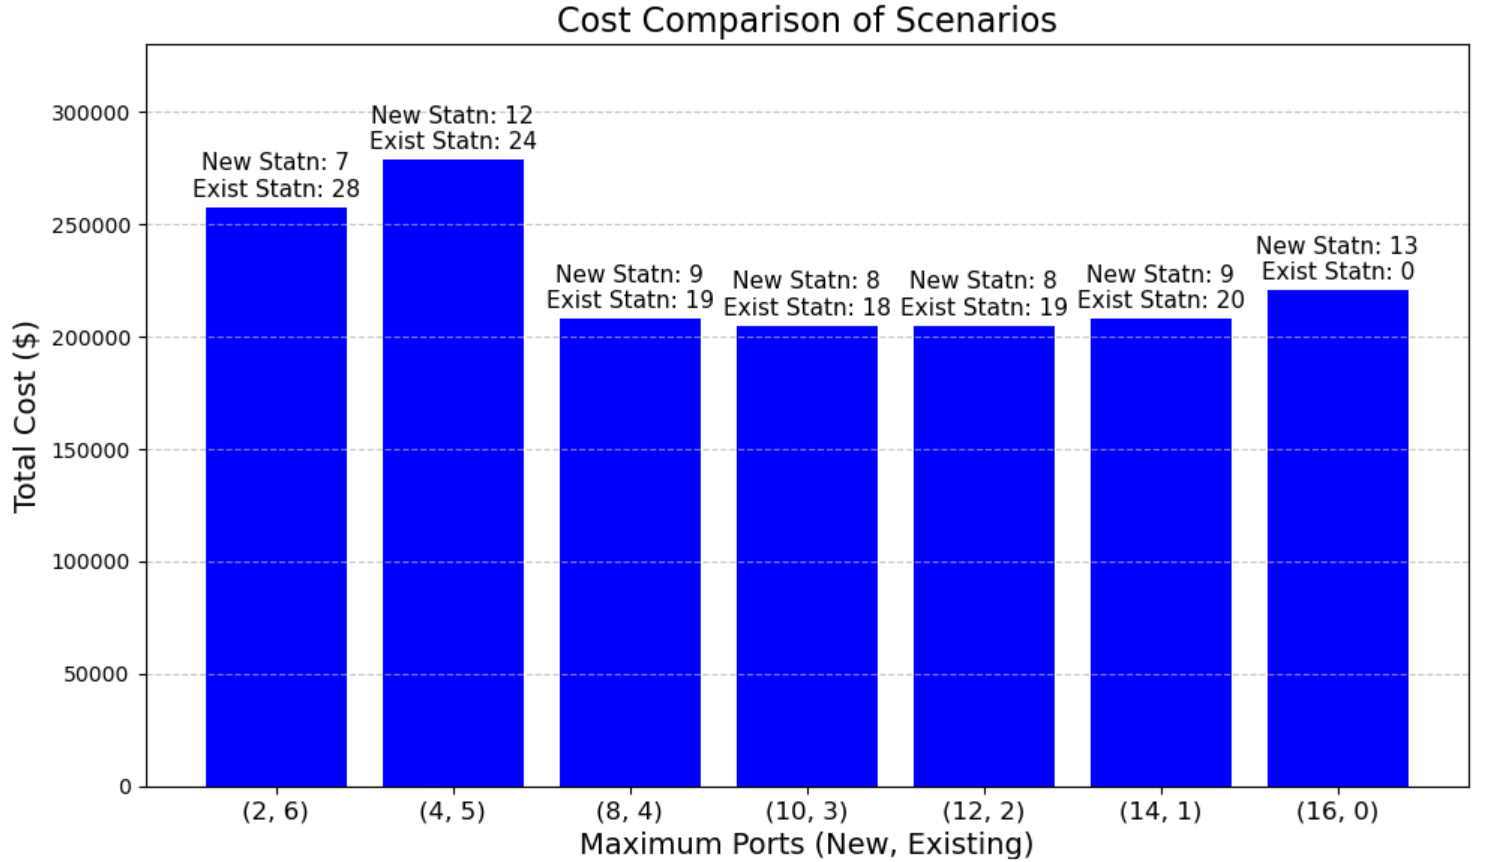 Cost Comparison of Scenarios
Total Cost ($)
300000
250000
200000
150000
100000
50000
0
New Statn: 7
Exist Statn: 28
New Statn: 12
Exist Statn: 24
New Statn: 9
Exist Statn: 19
New Statn: 8
Exist Statn: 18
New Statn: 8
Exist Statn: 19
New Statn: 9
Exist Statn: 20
New Statn: 13
Exist Statn: 0
(2, 6)
(4, 5)
(8, 4)
(10, 3)
(12, 2)
(14, 1)
(16, 0)
Maximum Ports (New, Existing)